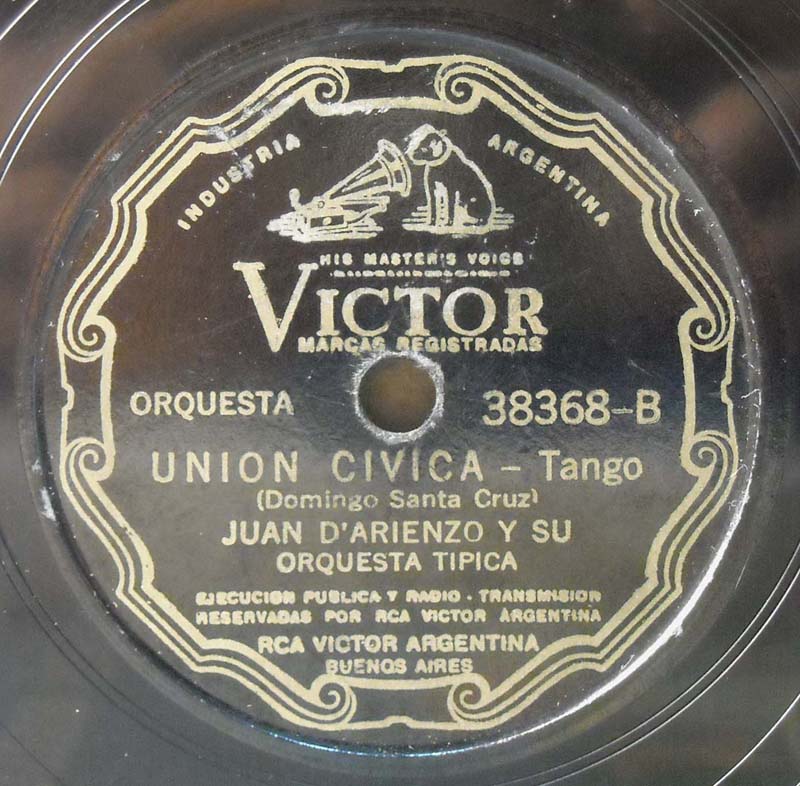 INDUSTRIA ARGENTINA
HIS MASTER'S VOICE
VICTOR
MARCAS REGISTRADAS
ORQUESTA 38368-B
UNION CIVICA - Tango
(Domingo Santa Cruz)
JUAN D'ARIENZO Y SU
ORQUESTA TIPICA
EJECUCION PUBLICA Y RADIO - TRANSMISION
RESERVADAS POR RCA VICTOR ARGENTINA
RCA VICTOR ARGENTINA
BUENOS AIRES